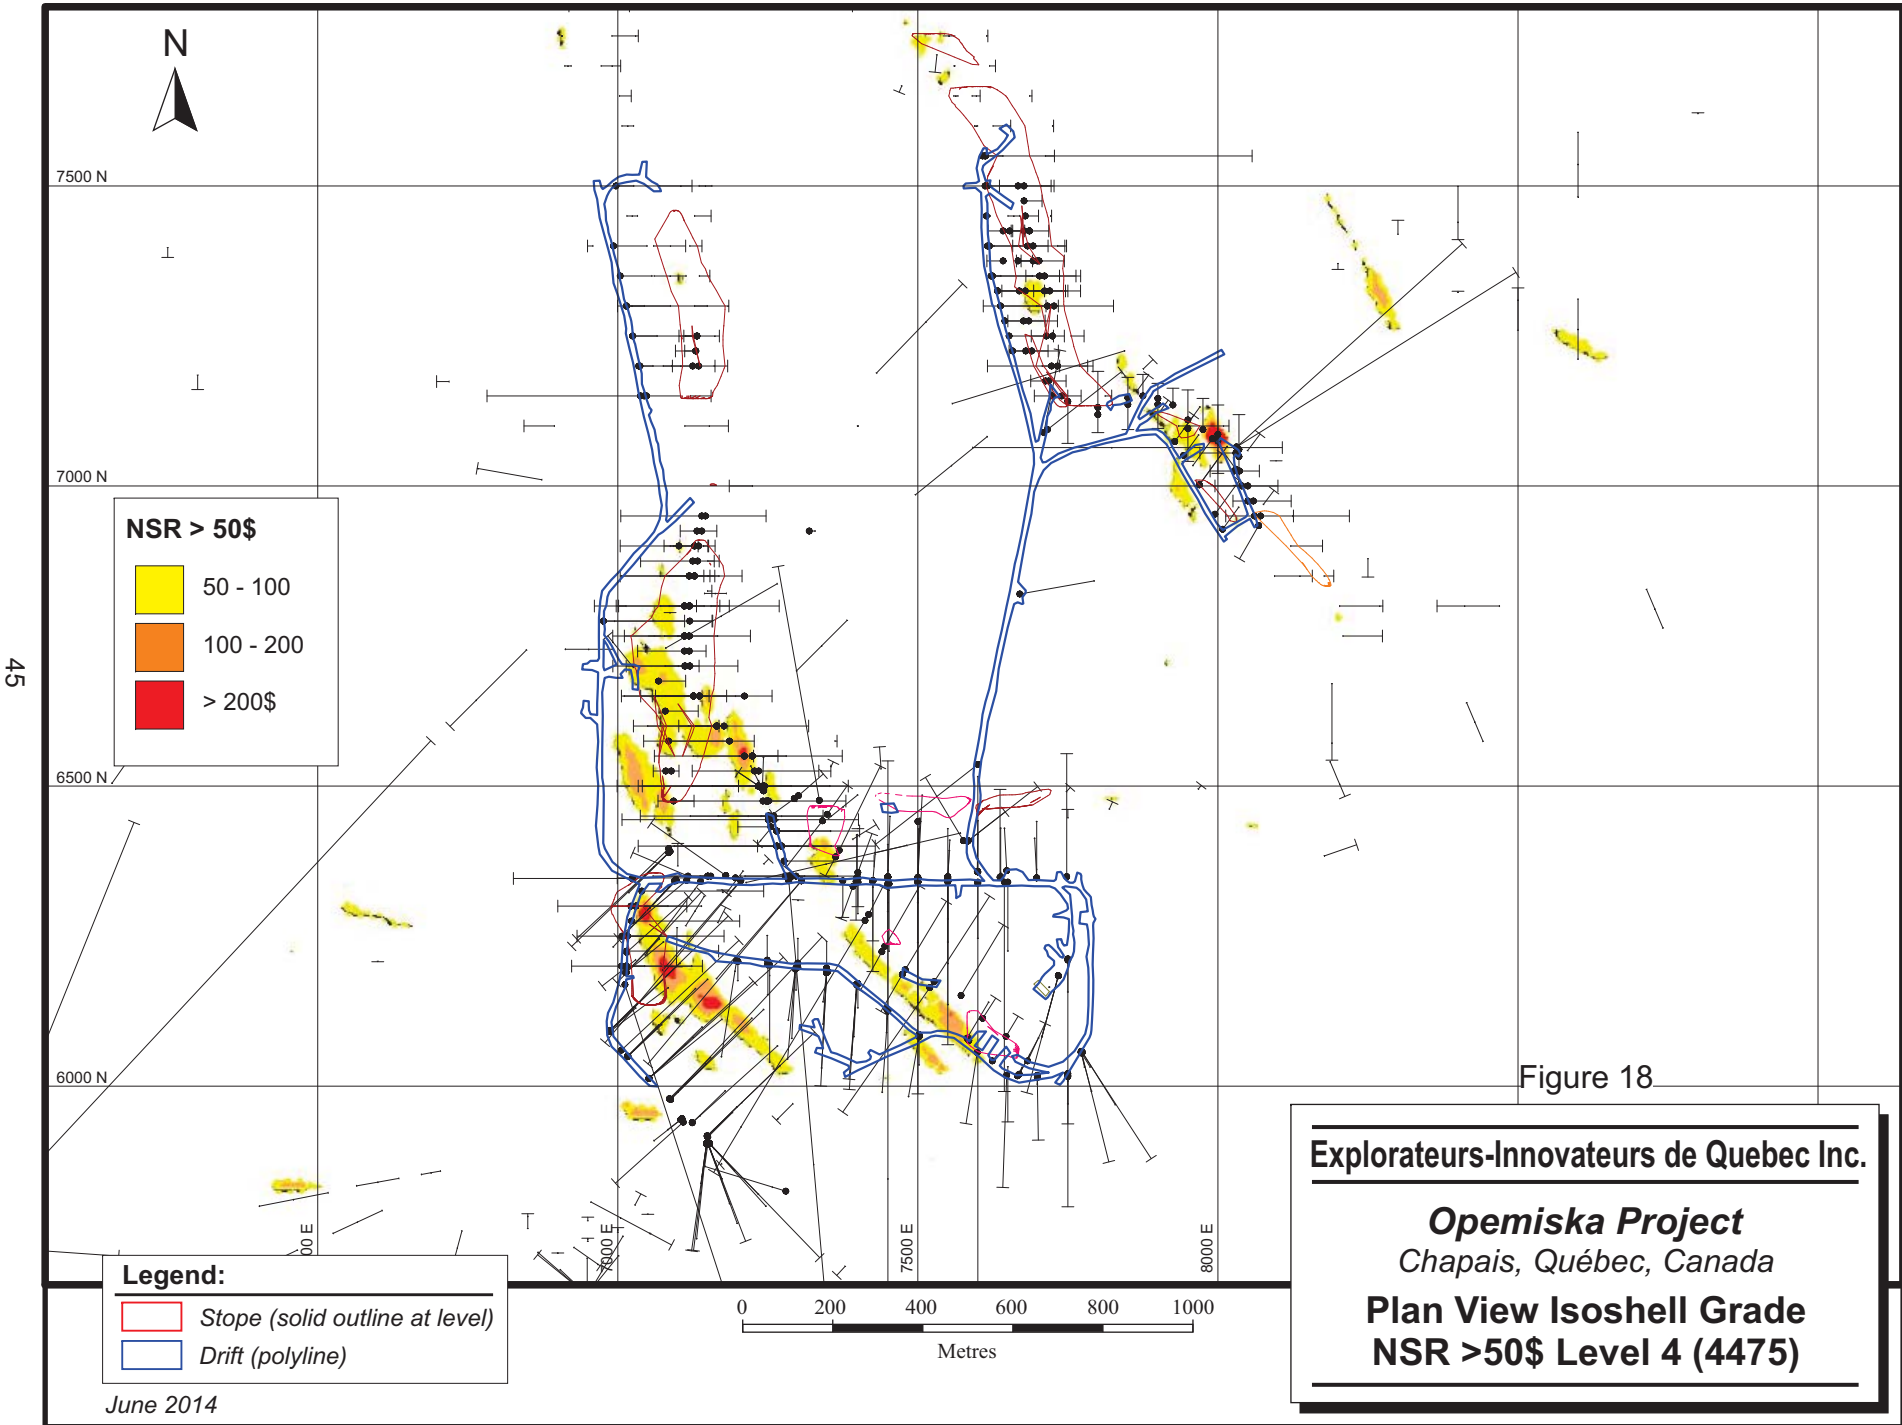 N
7500 N
7000 N
NSR > 50$
50 - 100
100 - 200
> 200$
45
6500 N
6000 N
Figure 18
00 E
7000 E
7500 E
8000 E
Explorateurs-Innovateurs de Quebec Inc.
Opemiska Project
Chapais, Québec, Canada
Plan View Isoshell Grade
NSR >50$ Level 4 (4475)
Legend:
Stope (solid outline at level)
Drift (polyline)
0 200 400 600 800 1000
Metres
June 2014